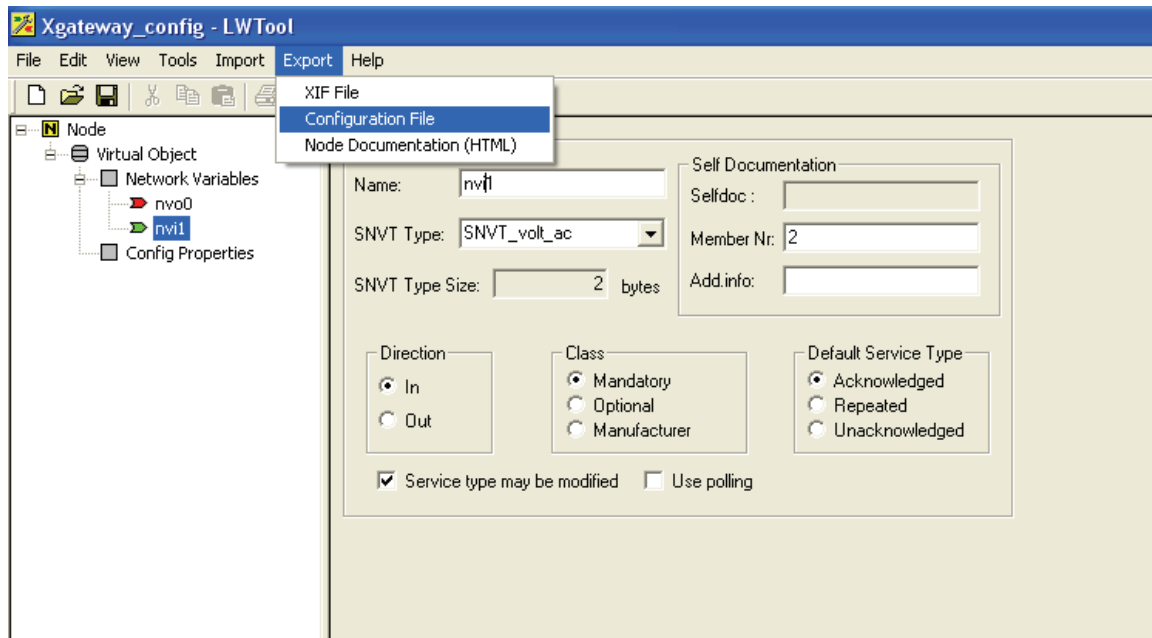 Xgateway_config - LWTool
File Edit View Tools Import Export Help
XIF File
Configuration File
Node Documentation (HTML)
N Node
Virtual Object
Network Variables
nvo0
nvi1
Config Properties
Name: nvi1
SNVT Type: SNVT_volt_ac
SNVT Type Size: 2 bytes
Self Documentation
Selfdoc :
Member Nr: 2
Add.info:
Direction
In
Out
Class
Mandatory
Optional
Manufacturer
Default Service Type
Acknowledged
Repeated
Unacknowledged
Service type may be modified Use polling